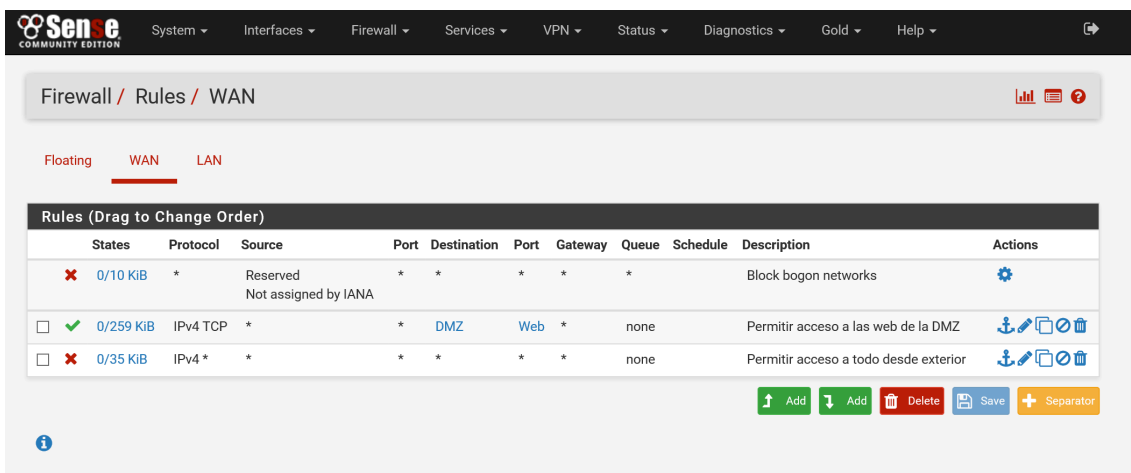 Sense
COMMUNITY EDITION
System Interfaces Firewall Services VPN Status Diagnostics Gold Help
Firewall / Rules / WAN
Floating WAN LAN
Rules (Drag to Change Order)
States Protocol Source Port Destination Port Gateway Queue Schedule Description Actions
0/10 KiB * Reserved * * * * * Block bogon networks
Not assigned by IANA
0/259 KiB IPv4 TCP * * DMZ Web * none Permitir acceso a las web de la DMZ
0/35 KiB IPv4 * * * * * * none Permitir acceso a todo desde exterior
Add Add Delete Save Separator